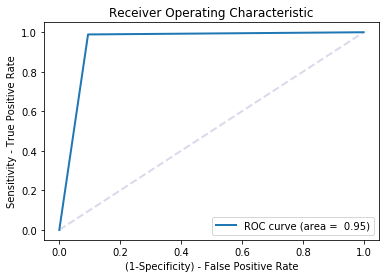 Receiver Operating Characteristic
1.0
0.8
0.6
0.4
0.2
0.0
Sensitivity - True Positive Rate
ROC curve (area =  0.95)
0.0 0.2 0.4 0.6 0.8 1.0
(1-Specificity) - False Positive Rate